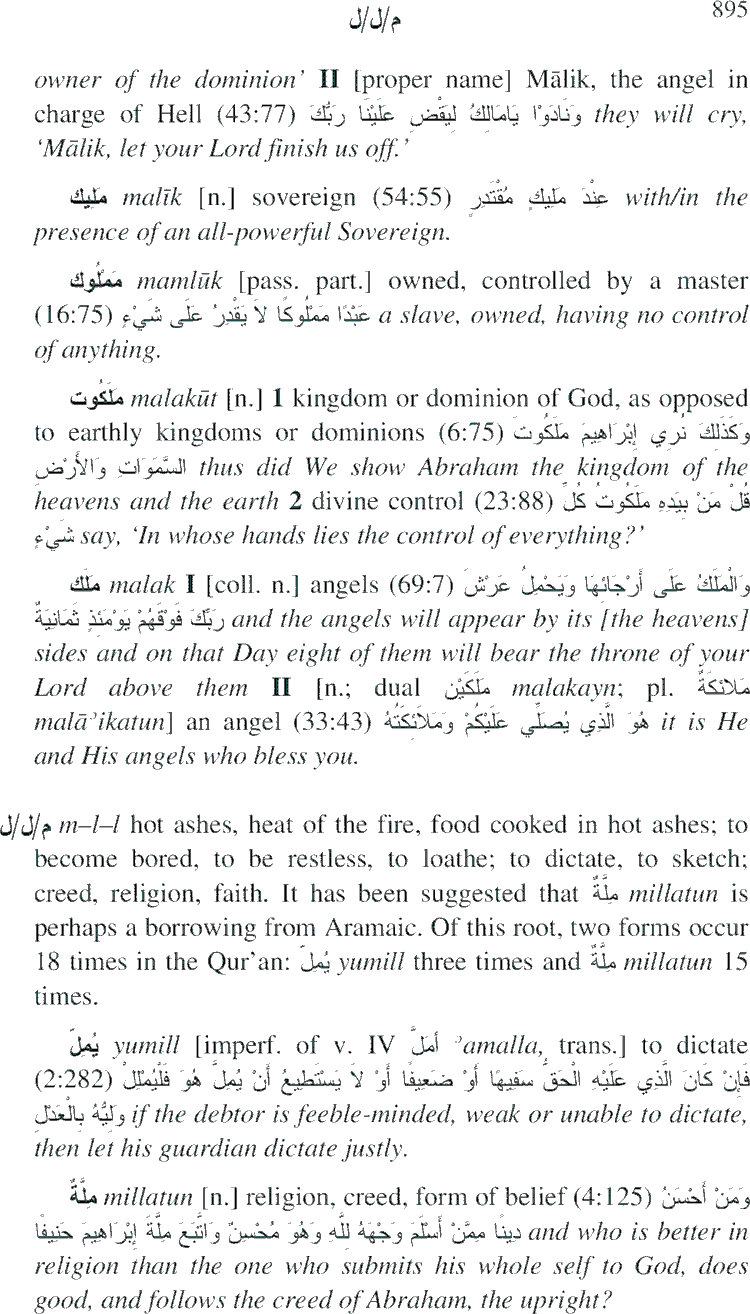 م/ل/ل 895
owner of the dominion’ II [proper name] Mālik, the angel in
charge of Hell (43:77) وَنَادَوْا يَامَالِكُ لِيَقْضِ عَلَيْنَا رَبُّكَ they will cry,
‘Mālik, let your Lord finish us off.’
مَلِيك malīk [n.] sovereign (54:55) عِنْدَ مَلِيكٍ مُقْتَدِرٍ with/in the
presence of an all-powerful Sovereign.
مَمْلُوك mamlūk [pass. part.] owned, controlled by a master
(16:75) عَبْدًا مَمْلُوكًا لاَ يَقْدِرُ عَلَى شَيْءٍ a slave, owned, having no control
of anything.
مَلَكُوت malakūt [n.] 1 kingdom or dominion of God, as opposed
to earthly kingdoms or dominions (6:75) وَكَذَلِكَ نُرِي إِبْرَاهِيمَ مَلَكُوتَ
السَّمَوَاتِ وَالأَرْضِ thus did We show Abraham the kingdom of the
heavens and the earth 2 divine control (23:88) قُلْ مَنْ بِيَدِهِ مَلَكُوتُ كُلِّ
شَيْءٍ say, ‘In whose hands lies the control of everything?’
مَلَك malak I [coll. n.] angels (69:7) وَالْمَلَكُ عَلَى أَرْجَائِهَا وَيَحْمِلُ عَرْشَ
رَبِّكَ فَوْقَهُمْ يَوْمَئِذٍ ثَمَانِيَةٌ and the angels will appear by its [the heavens]
sides and on that Day eight of them will bear the throne of your
Lord above them II [n.; dual مَلَكَيْن malakayn; pl. مَلائكَةٌ
malāʾikatun] an angel (33:43) هُوَ الَّذِي يُصَلِّي عَلَيْكُمْ وَمَلاَئِكَتُهُ it is He
and His angels who bless you.
م/ل/ل m–l–l hot ashes, heat of the fire, food cooked in hot ashes; to
become bored, to be restless, to loathe; to dictate, to sketch;
creed, religion, faith. It has been suggested that مِلَّةٌ millatun is
perhaps a borrowing from Aramaic. Of this root, two forms occur
18 times in the Qur’an: يُمِلّ yumill three times and مِلَّةٌ millatun 15
times.
يُمِلّ yumill [imperf. of v. IV أَمَلَّ ʾamalla, trans.] to dictate
(2:282) فَإِنْ كَانَ الَّذِي عَلَيْهِ الْحَقُّ سَفِيهًا أَوْ ضَعِيفًا أَوْ لاَ يَسْتَطِيعُ أَنْ يُمِلَّ هُوَ فَلْيُمْلِلْ
وَلِيُّهُ بِالْعَدْلِ if the debtor is feeble-minded, weak or unable to dictate,
then let his guardian dictate justly.
مِلَّةٌ millatun [n.] religion, creed, form of belief (4:125) وَمَنْ أَحْسَنُ
دِينًا مِمَّنْ أَسْلَمَ وَجْهَهُ لِلَّهِ وَهُوَ مُحْسِنٌ وَاتَّبَعَ مِلَّةَ إِبْرَاهِيمَ حَنِيفًا and who is better in
religion than the one who submits his whole self to God, does
good, and follows the creed of Abraham, the upright?